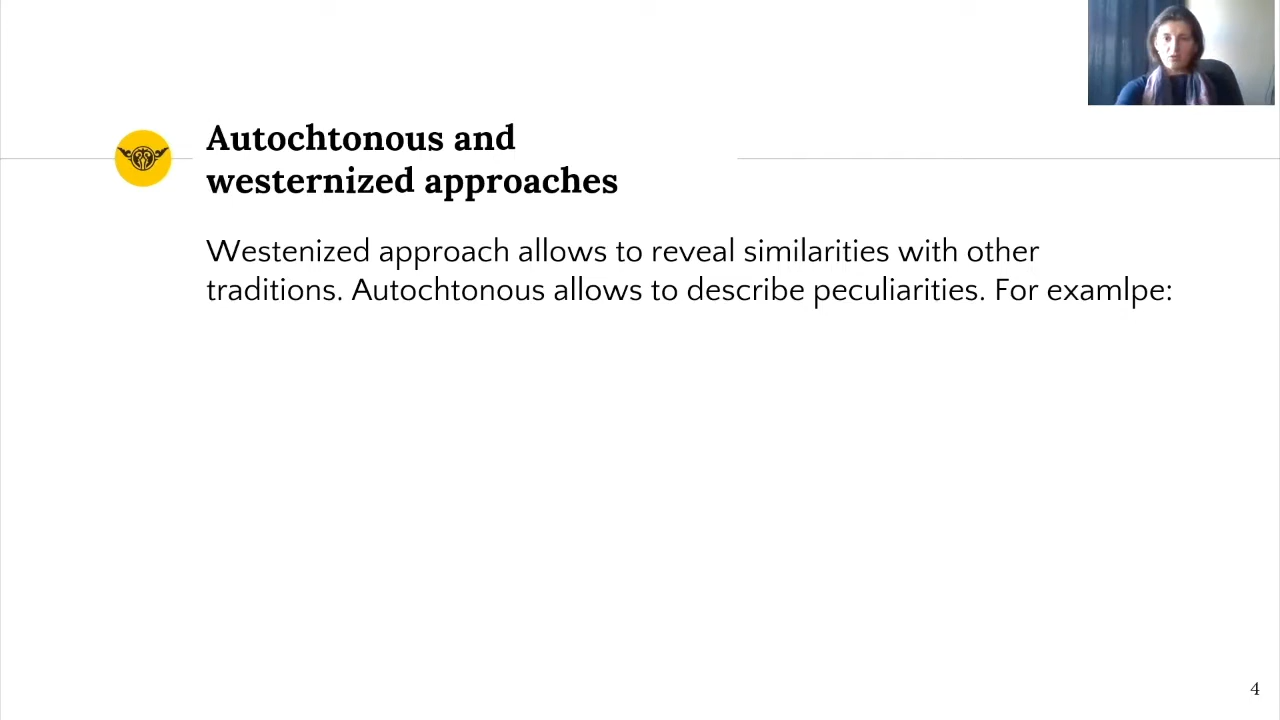 Autochtonous and
westernized approaches
Westenized approach allows to reveal similarities with other
traditions. Autochtonous allows to describe peculiarities. For examlpe:
4